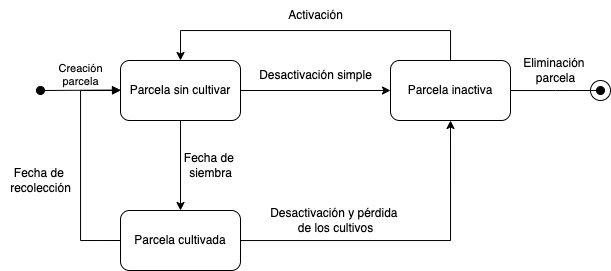 Activación
Creación
parcela
Parcela sin cultivar
Desactivación simple
Parcela inactiva
Eliminación
parcela
Fecha de
recolección
Fecha de
siembra
Parcela cultivada
Desactivación y pérdida
de los cultivos